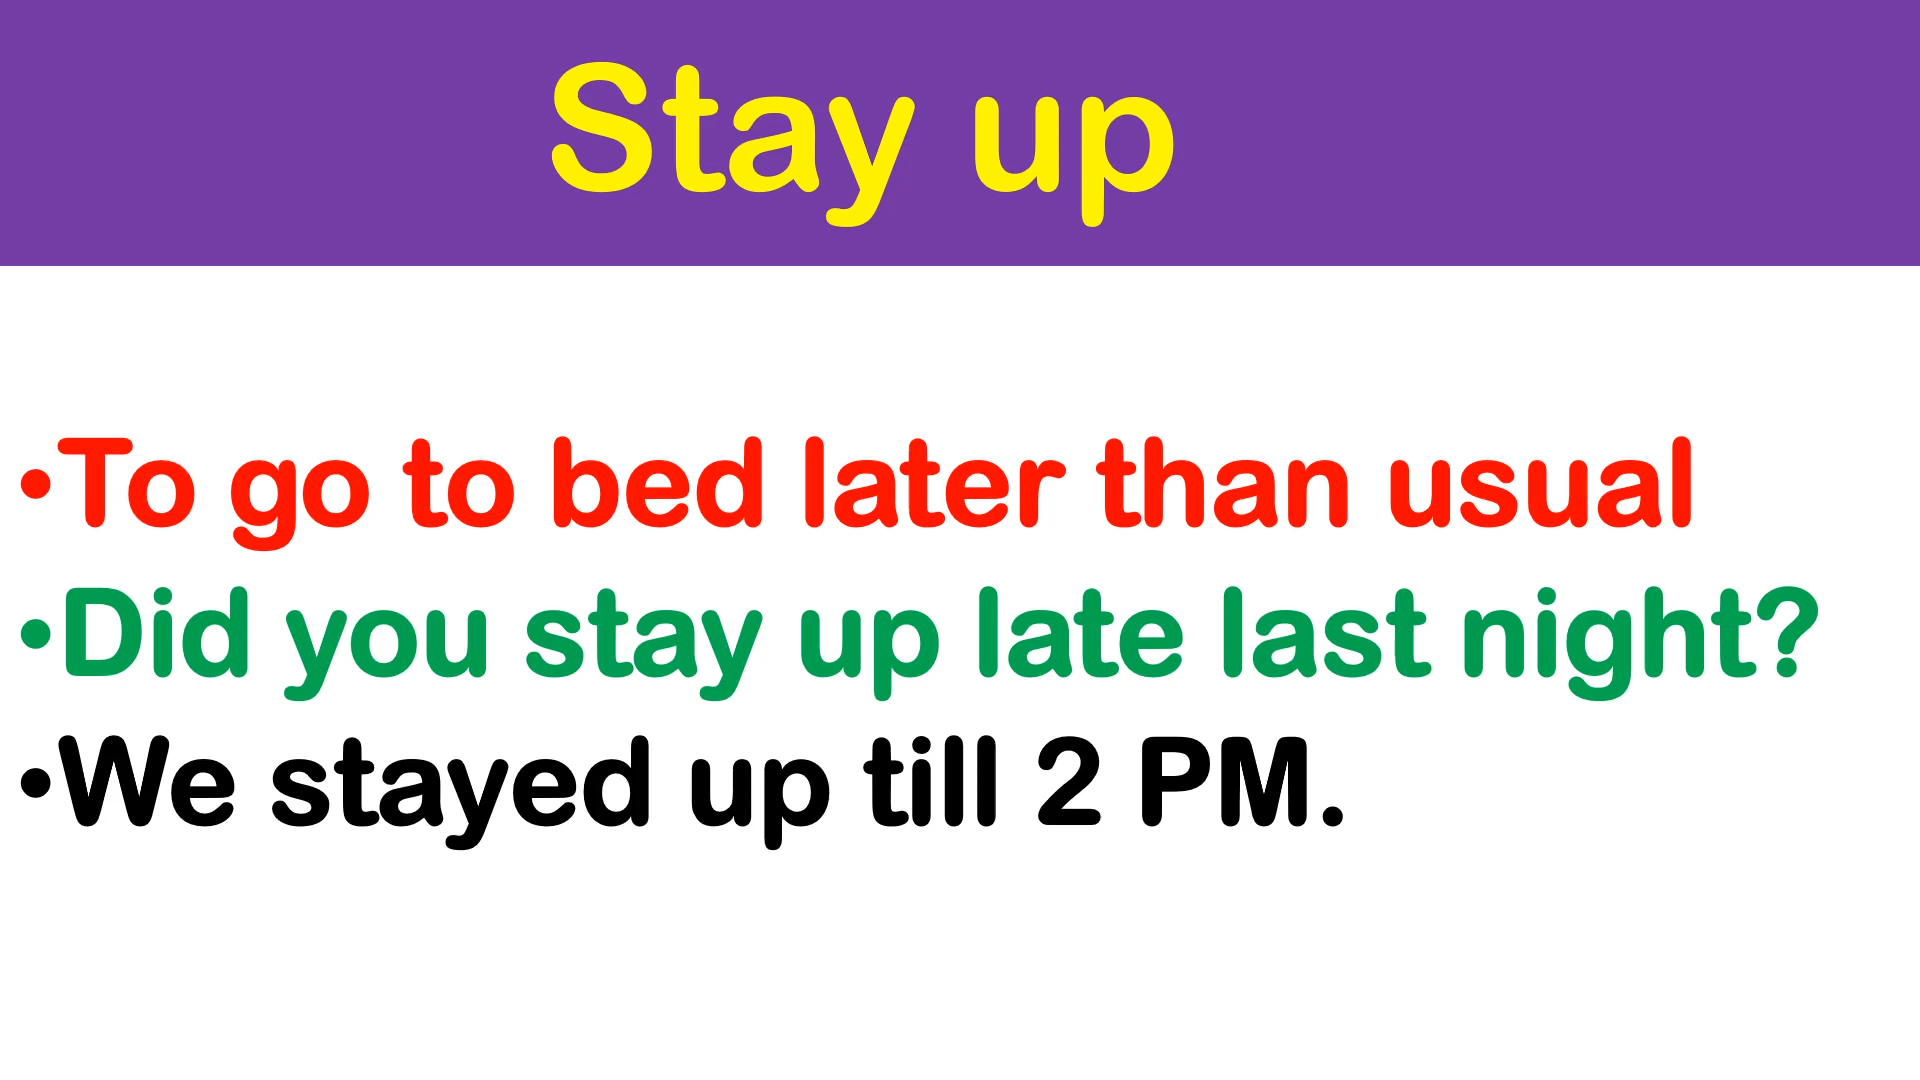 Stay up
•To go to bed later than usual
•Did you stay up late last night?
•We stayed up till 2 PM.